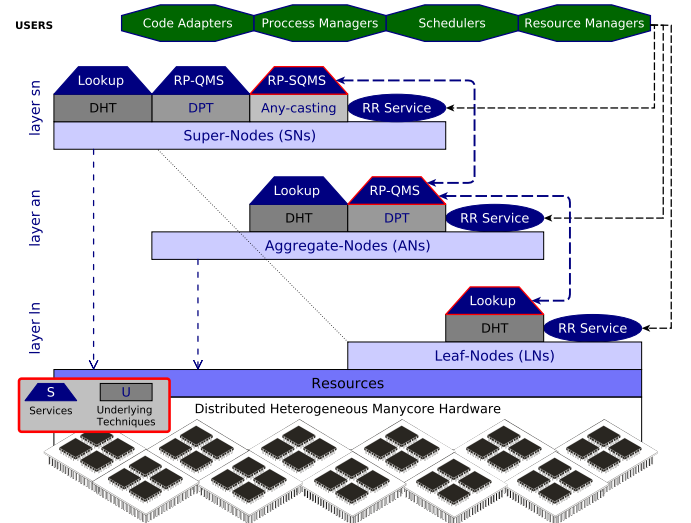 USERS
Code Adapters
Proccess Managers
Schedulers
Resource Managers
layer sn
Lookup
RP-QMS
RP-SQMS
DHT
DPT
Any-casting
RR Service
Super-Nodes (SNs)
layer an
Lookup
RP-QMS
DHT
DPT
RR Service
Aggregate-Nodes (ANs)
layer ln
Lookup
DHT
RR Service
Leaf-Nodes (LNs)
Resources
S
U
Services
Underlying
Techniques
Distributed Heterogeneous Manycore Hardware